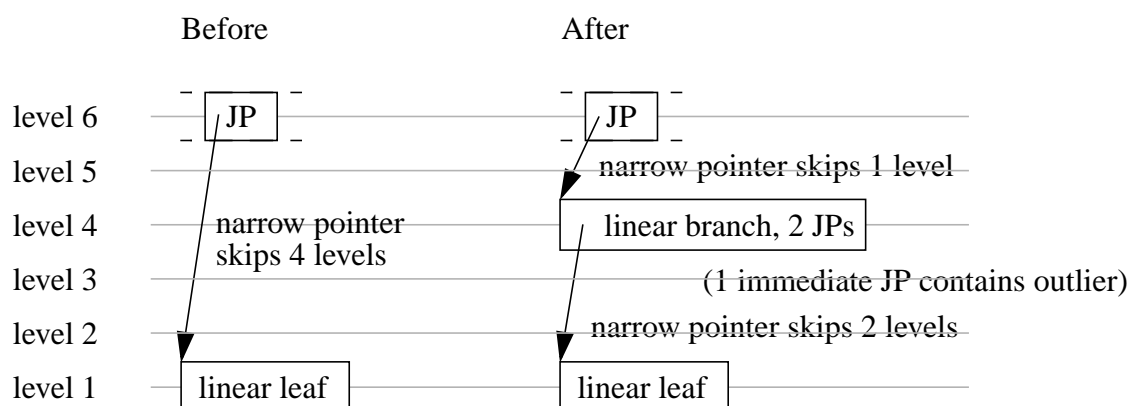 Before After
level 6 JP JP
level 5 narrow pointer skips 1 level
level 4 narrow pointer linear branch, 2 JPs
skips 4 levels
level 3 (1 immediate JP contains outlier)
level 2 narrow pointer skips 2 levels
level 1 linear leaf linear leaf